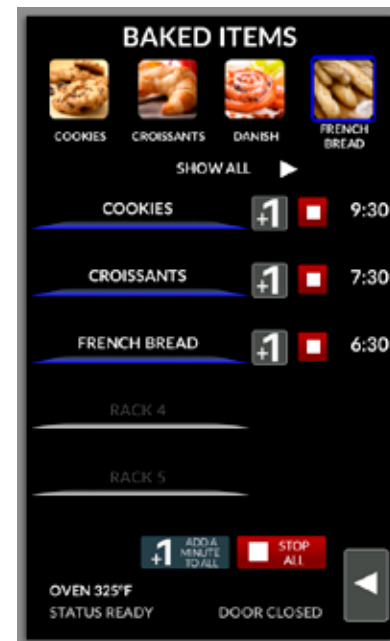 BAKED ITEMS
COOKIES CROISSANTS DANISH FRENCH BREAD
SHOW ALL
COOKIES +1 9:30
CROISSANTS +1 7:30
FRENCH BREAD +1 6:30
RACK 4
RACK 5
+1 ADD A MINUTE TO ALL STOP ALL
OVEN 325°F
STATUS READY DOOR CLOSED